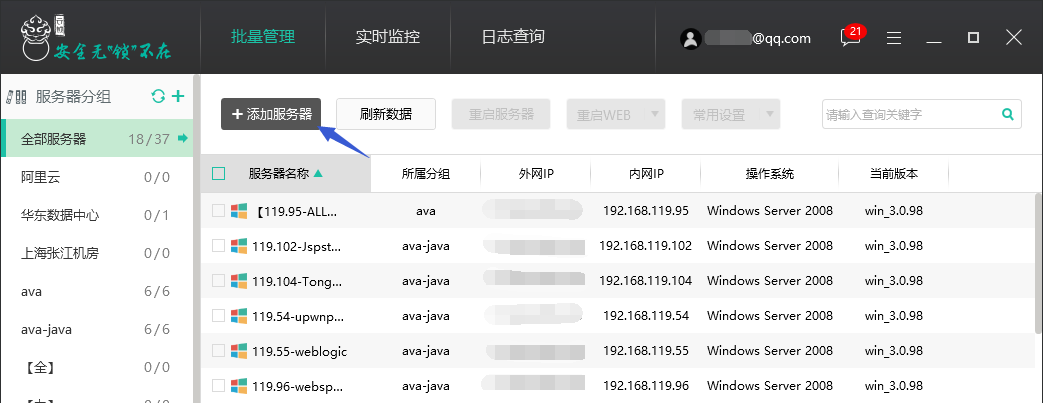 安全无"锁"不在
批量管理
实时监控
日志查询
@qq.com
21
服务器分组
全部服务器 18/37
阿里云 0/0
华东数据中心 0/1
上海张江机房 0/0
ava 6/6
ava-java 6/6
【全】 0/0
添加服务器
刷新数据
重启服务器
重启WEB
常用设置
请输入查询关键字
服务器名称 所属分组 外网IP 内网IP 操作系统 当前版本
【119.95-ALL... ava 192.168.119.95 Windows Server 2008 win_3.0.98
119.102-Jspst... ava-java 192.168.119.102 Windows Server 2008 win_3.0.98
119.104-Tong... ava-java 192.168.119.104 Windows Server 2008 win_3.0.98
119.54-upwnp... ava-java 192.168.119.54 Windows Server 2008 win_3.0.98
119.55-weblogic ava-java 192.168.119.55 Windows Server 2008 win_3.0.98
119.96-websp... ava-java 192.168.119.96 Windows Server 2008 win_3.0.98